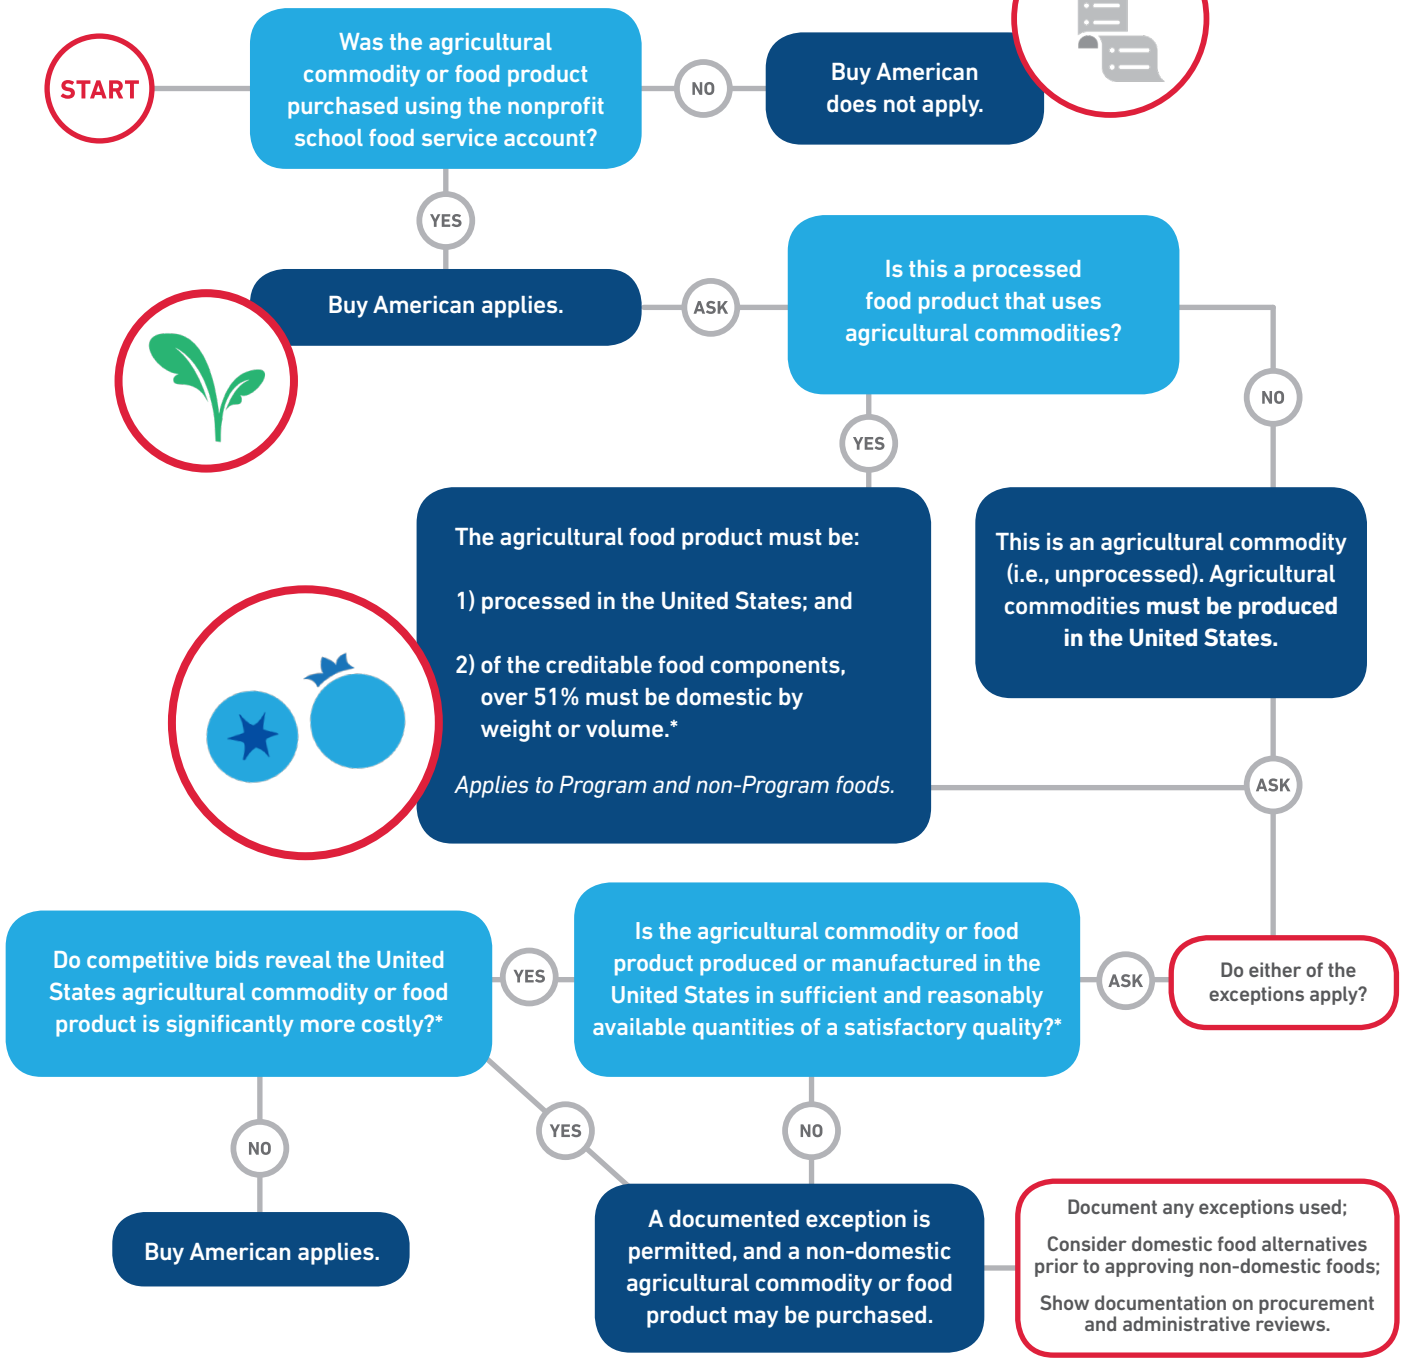 START
Was the agricultural
commodity or food product
purchased using the nonprofit
school food service account?
NO
Buy American
does not apply.
YES
Buy American applies.
ASK
Is this a processed
food product that uses
agricultural commodities?
NO
YES
The agricultural food product must be:
1) processed in the United States; and
2) of the creditable food components,
over 51% must be domestic by
weight or volume.*
Applies to Program and non-Program foods.
This is an agricultural commodity
(i.e., unprocessed). Agricultural
commodities must be produced
in the United States.
ASK
Do either of the
exceptions apply?
ASK
Is the agricultural commodity or food
product produced or manufactured in the
United States in sufficient and reasonably
available quantities of a satisfactory quality?*
YES
Do competitive bids reveal the United
States agricultural commodity or food
product is significantly more costly?*
NO
YES
NO
Buy American applies.
A documented exception is
permitted, and a non-domestic
agricultural commodity or food
product may be purchased.
Document any exceptions used;
Consider domestic food alternatives
prior to approving non-domestic foods;
Show documentation on procurement
and administrative reviews.